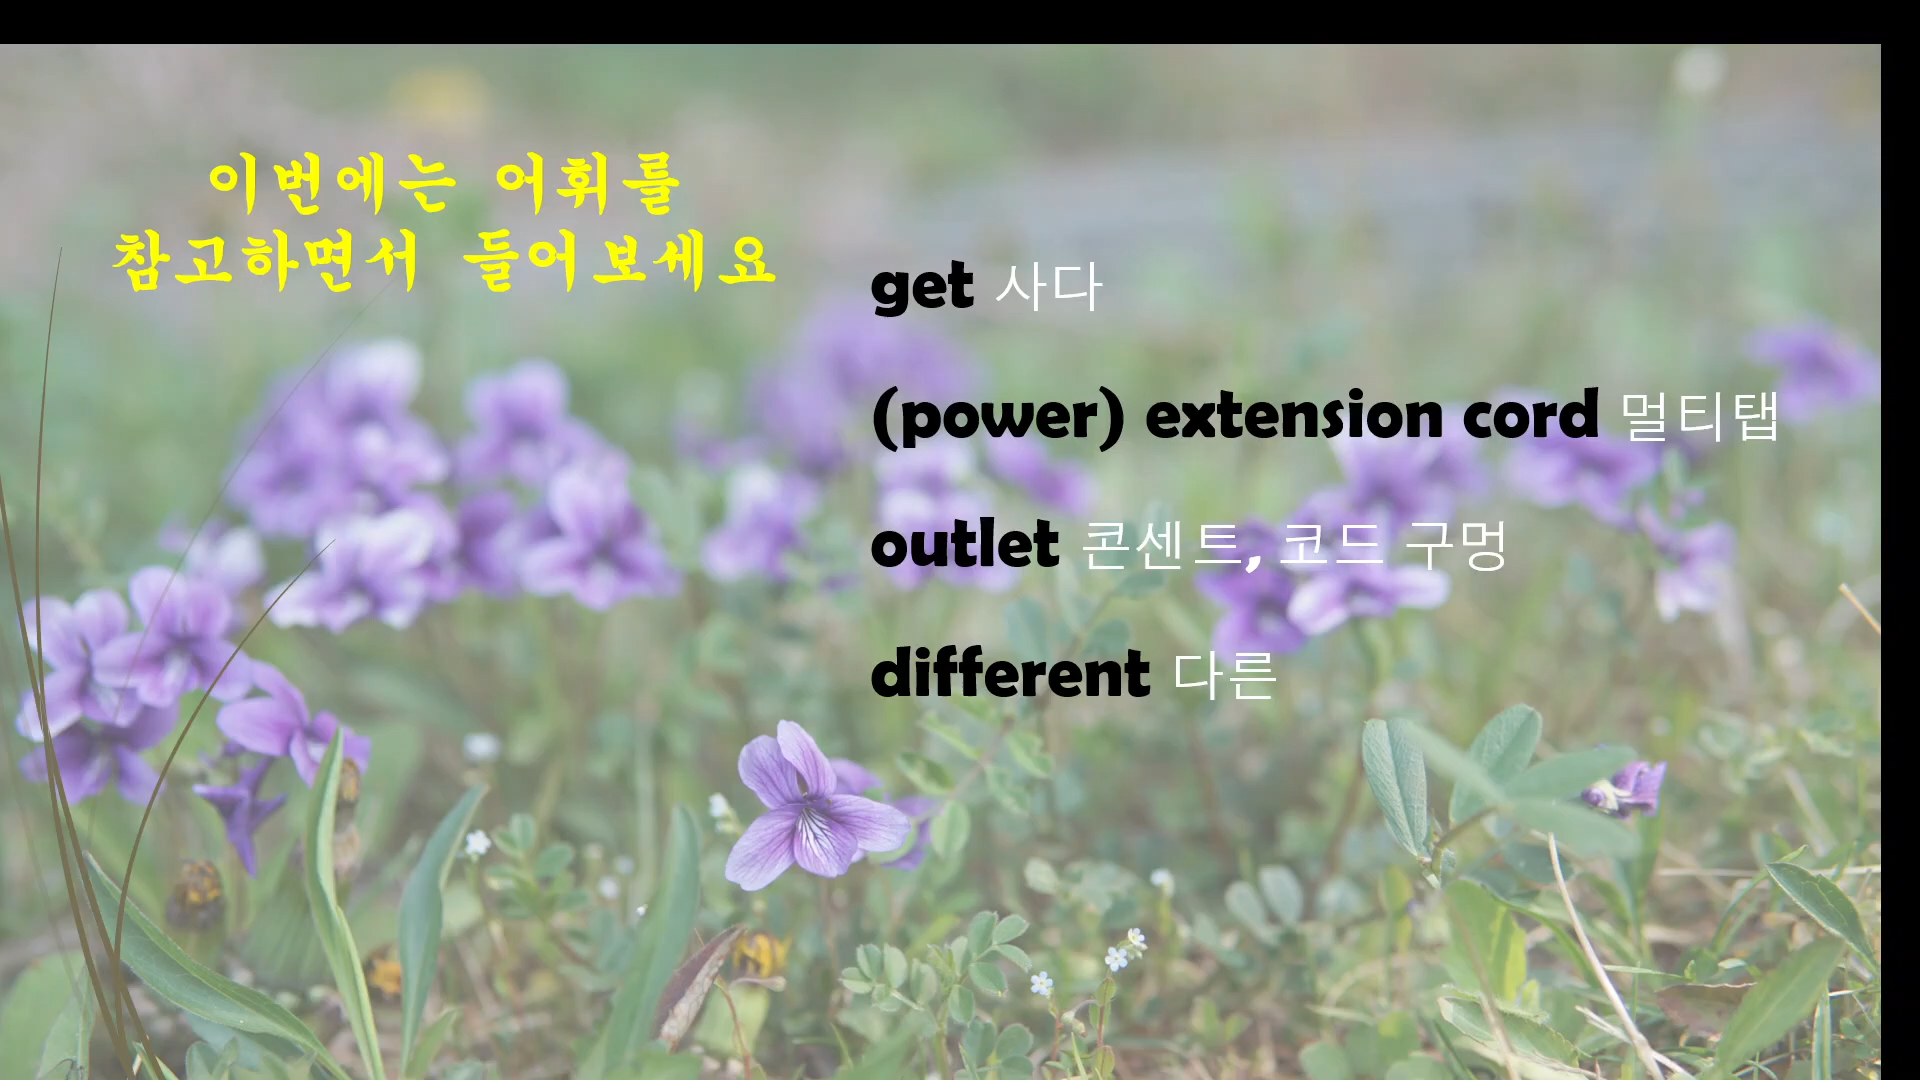 이번에는 어휘를
참고하면서 들어보세요
get 사다
(power) extension cord 멀티탭
outlet 콘센트, 코드 구멍
different 다른